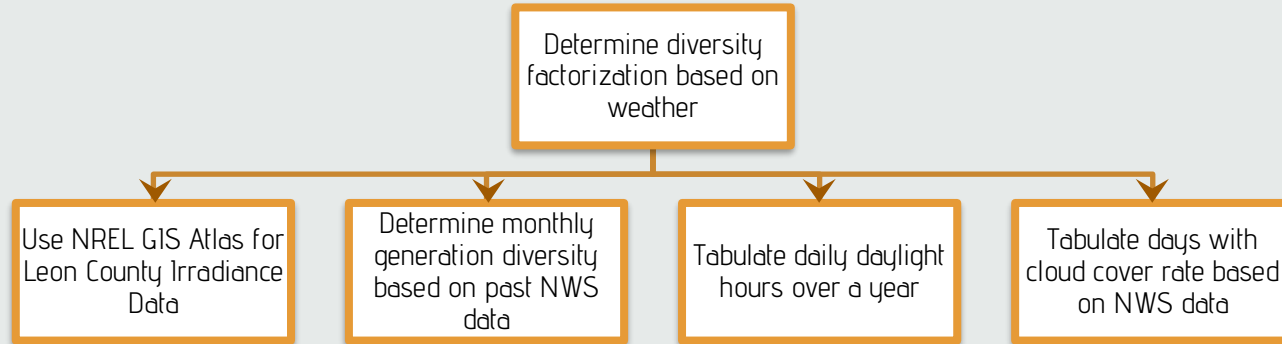 Determine diversity
factorization based on
weather
Use NREL GIS Atlas for
Leon County Irradiance
Data
Determine monthly
generation diversity
based on past NWS
data
Tabulate daily daylight
hours over a year
Tabulate days with
cloud cover rate based
on NWS data